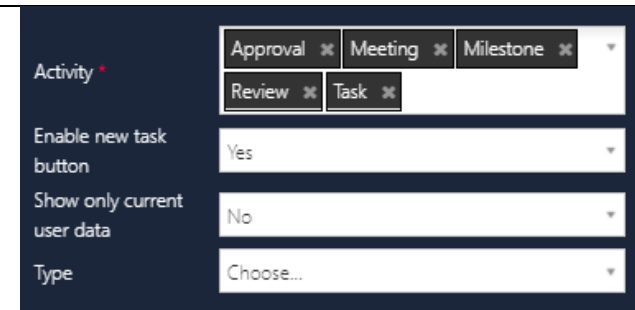 Activity *
Approval ✖ Meeting ✖ Milestone ✖
Review ✖ Task ✖
Enable new task
button
Yes
Show only current
user data
No
Type
Choose...